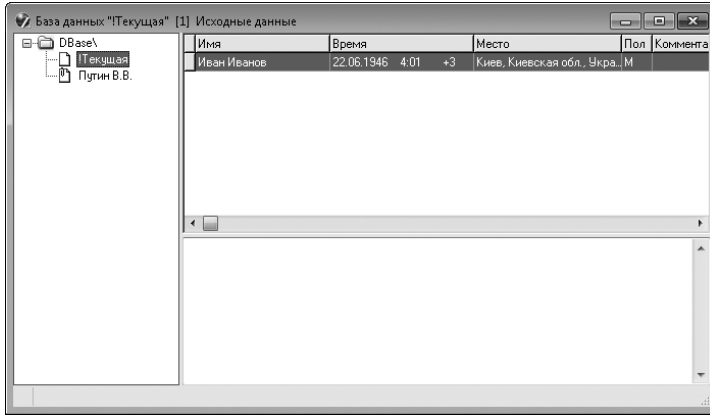 База данных "!Текущая" [1] Исходные данные
DBase\
!Текущая
Путин В.В.
Имя Время Место Пол Коммента
Иван Иванов 22.06.1946 4:01 +3 Киев, Киевская обл., Укра... М